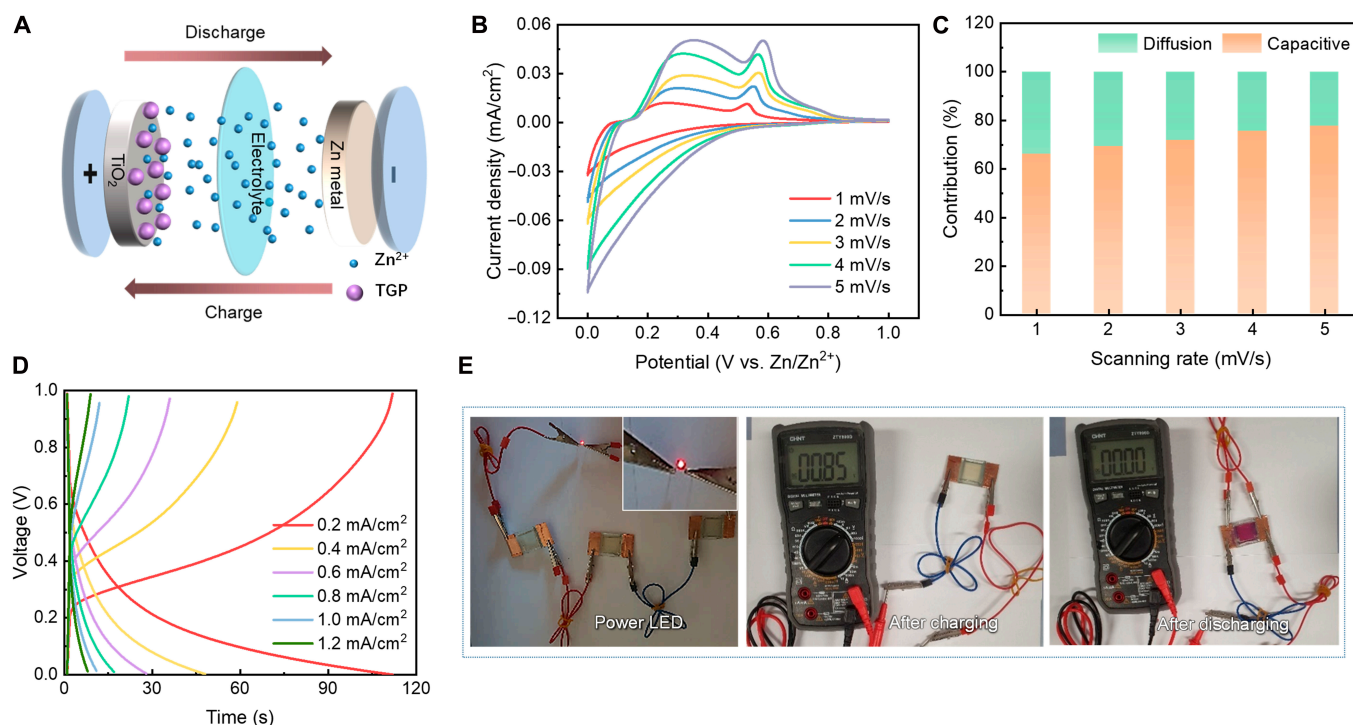 A
Discharge
+
TiO2
Electrolyte
Zn metal
-
Zn2+
TGP
Charge
B
Current density (mA/cm2)
0.06
0.03
0.00
−0.03
−0.06
−0.09
−0.12
1 mV/s
2 mV/s
3 mV/s
4 mV/s
5 mV/s
0.0 0.2 0.4 0.6 0.8 1.0
Potential (V vs. Zn/Zn2+)
C
Contribution (%)
120
100
80
60
40
20
0
Diffusion Capacitive
1 2 3 4 5
Scanning rate (mV/s)
D
Voltage (V)
1.0
0.8
0.6
0.4
0.2
0.0
0.2 mA/cm2
0.4 mA/cm2
0.6 mA/cm2
0.8 mA/cm2
1.0 mA/cm2
1.2 mA/cm2
0 30 60 90 120
Time (s)
E
Power LED
CHNT
0.085
After charging
CHNT
After discharging